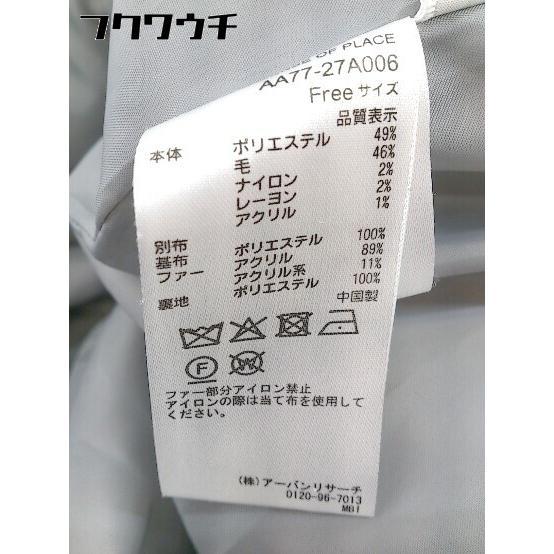 フクワウチ
OF PLACE
AA77-27A006
Freeサイズ
品質表示
本体 ポリエステル 49%
毛 46%
ナイロン 2%
レーヨン 2%
アクリル 1%
別布 ポリエステル 100%
基布 アクリル 89%
ファー アクリル系 11%
裏地 ポリエステル 100%
中国製
ファー部分アイロン禁止
アイロンの際は当て布を使用して
ください。
(株)アーバンリサーチ
0120-96-7013
MBI